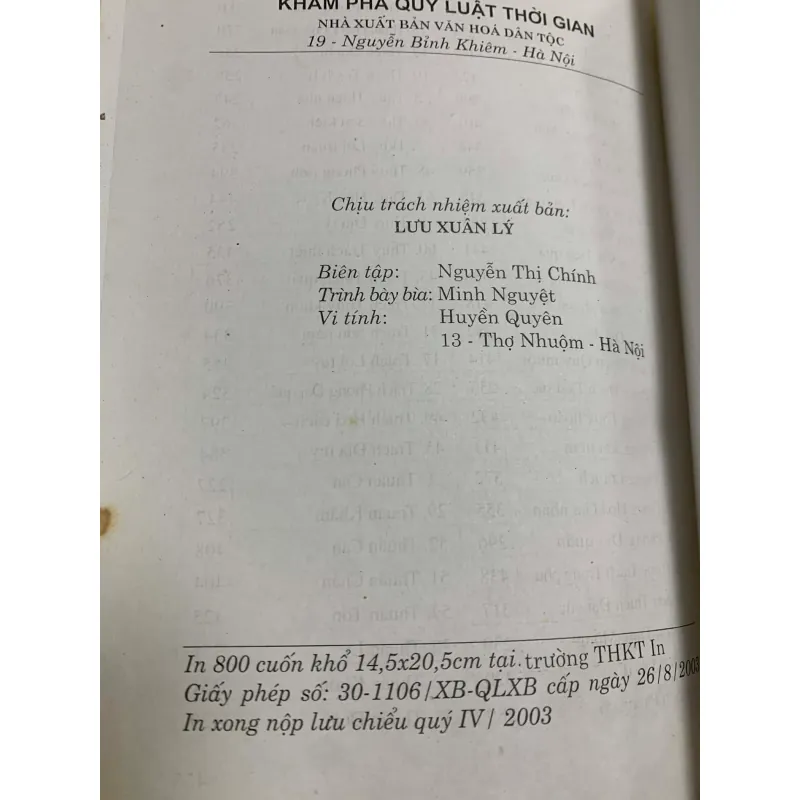 KHÁM PHÁ QUY LUẬT THỜI GIAN
NHÀ XUẤT BẢN VĂN HOÁ DÂN TỘC
19 - Nguyễn Bỉnh Khiêm - Hà Nội
Chịu trách nhiệm xuất bản:
LƯU XUÂN LÝ
Biên tập: Nguyễn Thị Chính
Trình bày bìa: Minh Nguyệt
Vi tính: Huyền Quyên
13 - Thợ Nhuộm - Hà Nội
In 800 cuốn khổ 14,5x20,5cm tại trường THKT In
Giấy phép số: 30-1106/XB-QLXB cấp ngày 26/8/2003
In xong nộp lưu chiểu quý IV/ 2003